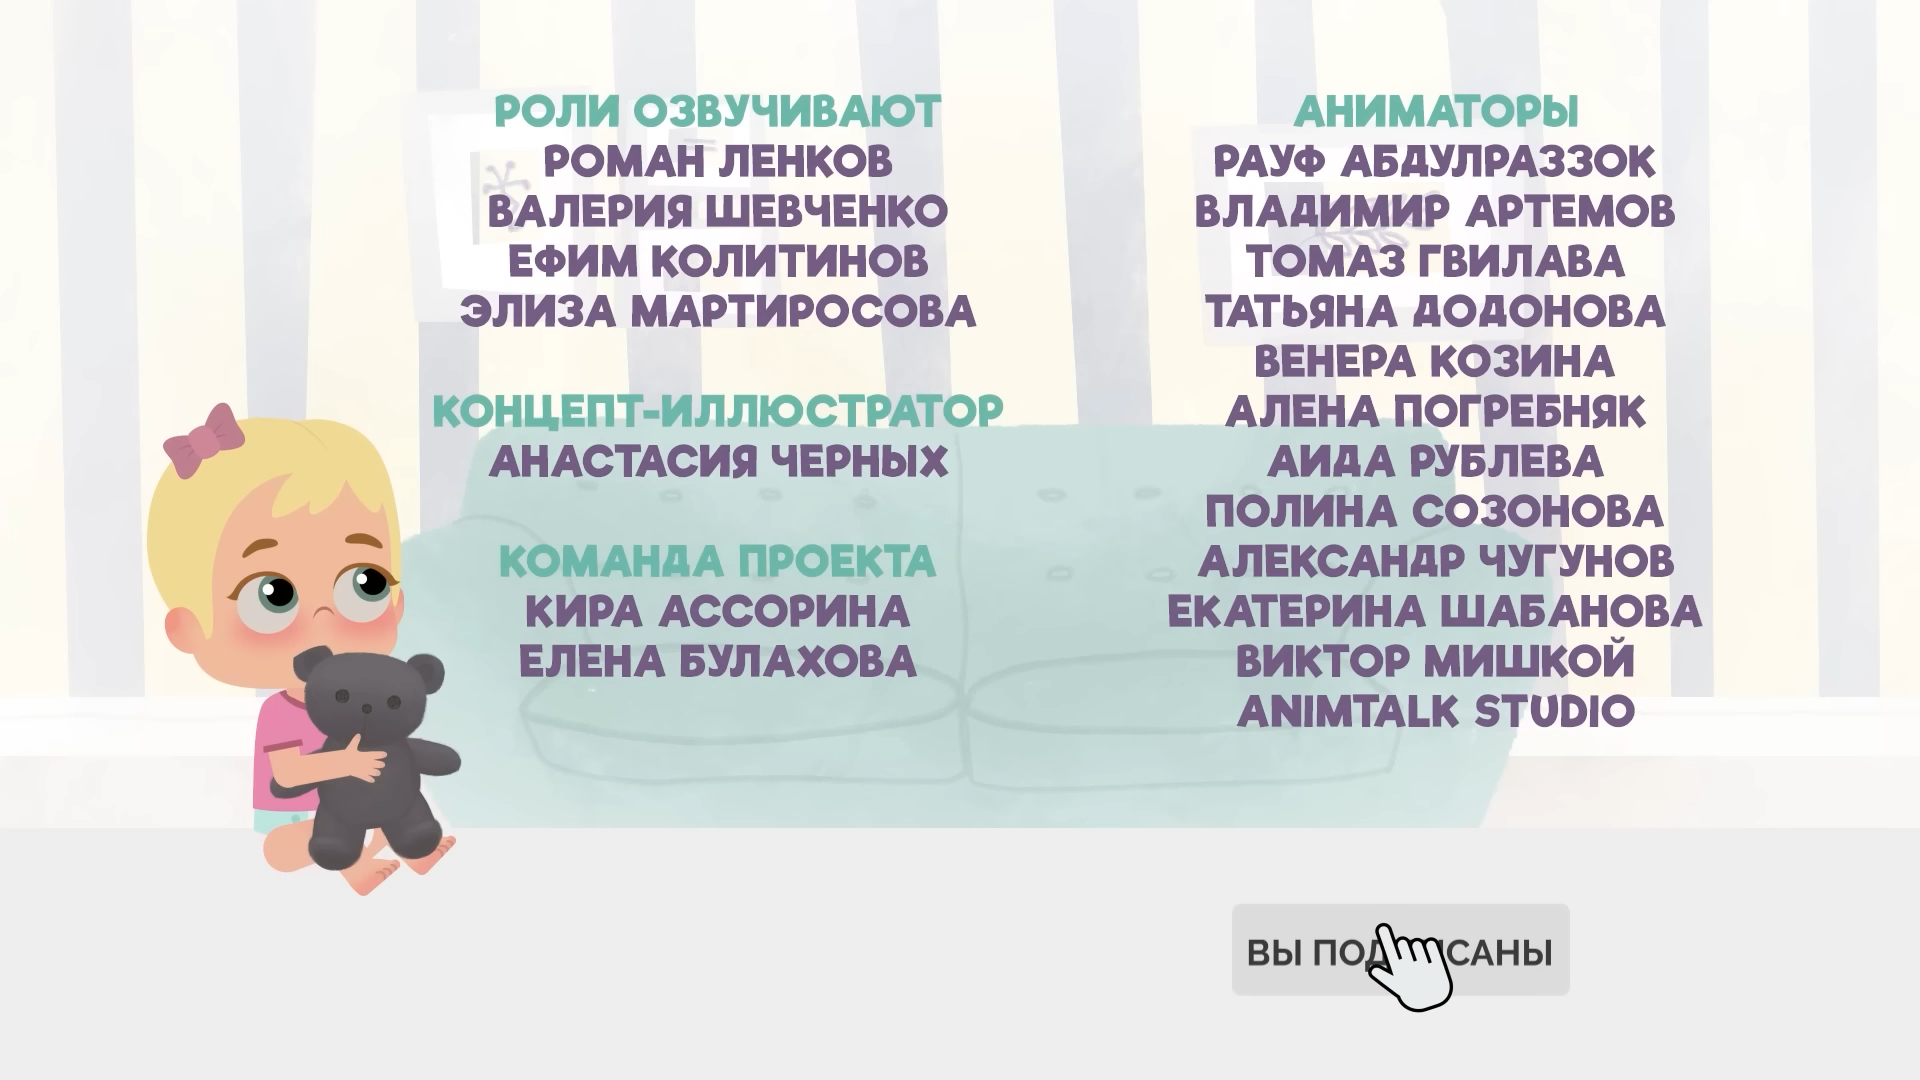 РОЛИ ОЗВУЧИВАЮТ
РОМАН ЛЕНКОВ
ВАЛЕРИЯ ШЕВЧЕНКО
ЕФИМ КОЛИТИНОВ
ЭЛИЗА МАРТИРОСОВА
КОНЦЕПТ-ИЛЛЮСТРАТОР
АНАСТАСИЯ ЧЕРНЫХ
КОМАНДА ПРОЕКТА
КИРА АССОРИНА
ЕЛЕНА БУЛАХОВА
АНИМАТОРЫ
РАУФ АБДУЛРАЗЗОК
ВЛАДИМИР АРТЕМОВ
ТОМАЗ ГВИЛАВА
ТАТЬЯНА ДОДОНОВА
ВЕНЕРА КОЗИНА
АЛЕНА ПОГРЕБНЯК
АИДА РУБЛЕВА
ПОЛИНА СОЗОНОВА
АЛЕКСАНДР ЧУГУНОВ
ЕКАТЕРИНА ШАБАНОВА
ВИКТОР МИШКОЙ
ANIMTALK STUDIO
ВЫ ПОДПИСАНЫ